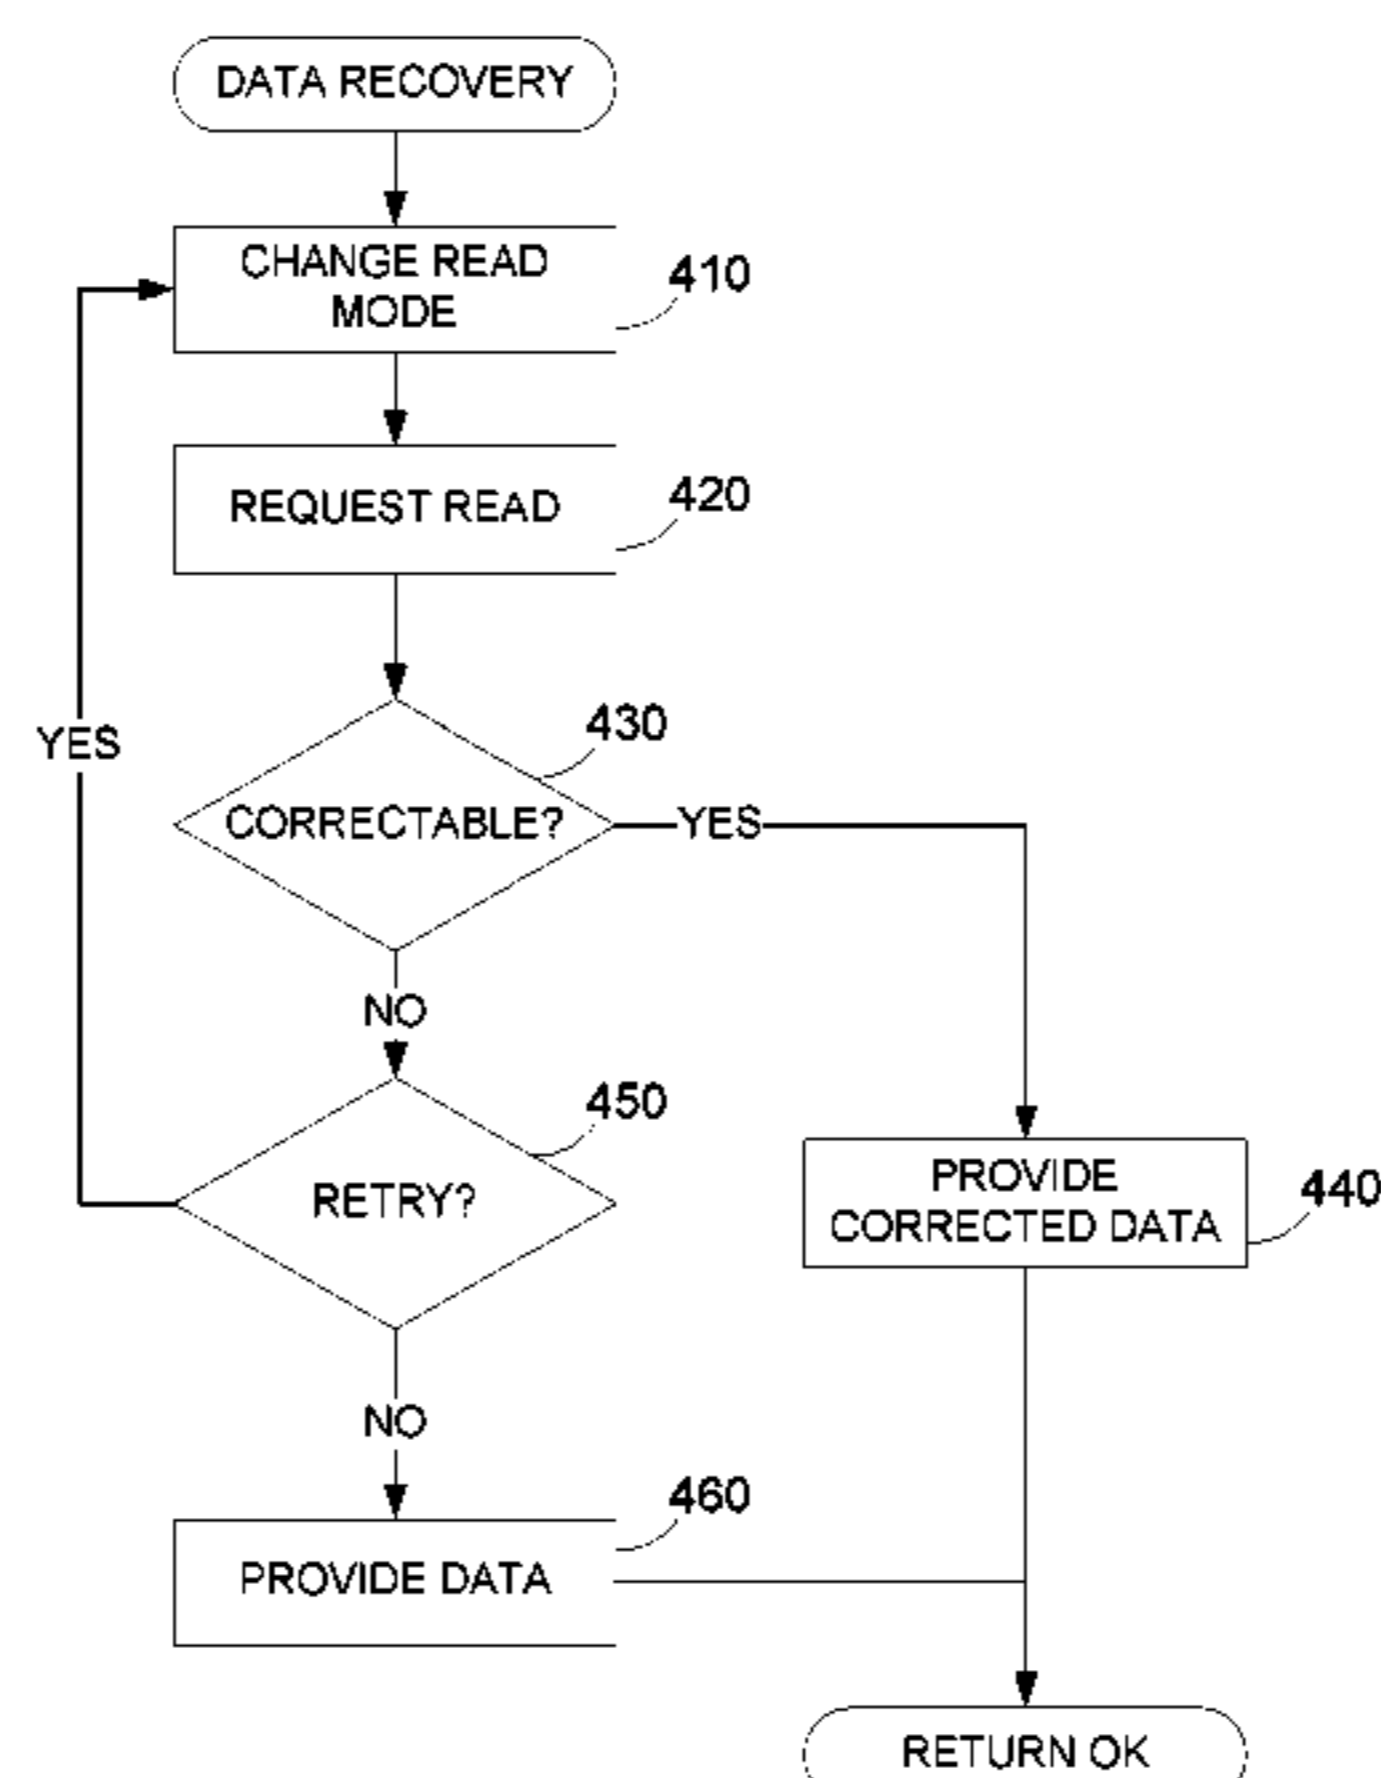 DATA RECOVERY
CHANGE READ
MODE
410
REQUEST READ
420
YES
430
CORRECTABLE?
YES
NO
450
RETRY?
PROVIDE
CORRECTED DATA
440
NO
460
PROVIDE DATA
RETURN OK